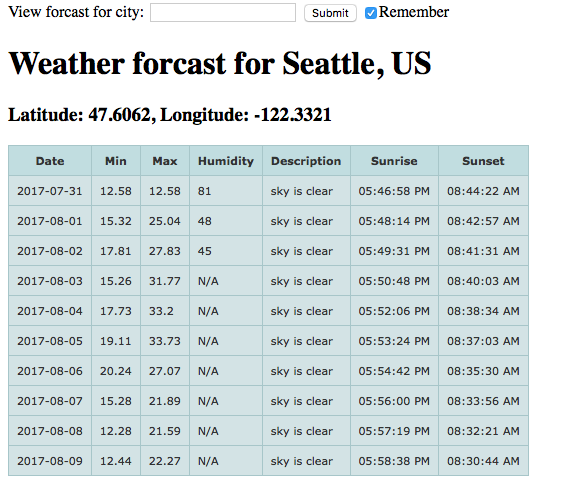 View forcast for city: Submit Remember
Weather forcast for Seattle, US
Latitude: 47.6062, Longitude: -122.3321
Date Min Max Humidity Description Sunrise Sunset
2017-07-31 12.58 12.58 81 sky is clear 05:46:58 PM 08:44:22 AM
2017-08-01 15.32 25.04 48 sky is clear 05:48:14 PM 08:42:57 AM
2017-08-02 17.81 27.83 45 sky is clear 05:49:31 PM 08:41:31 AM
2017-08-03 15.26 31.77 N/A sky is clear 05:50:48 PM 08:40:03 AM
2017-08-04 17.73 33.2 N/A sky is clear 05:52:06 PM 08:38:34 AM
2017-08-05 19.11 33.73 N/A sky is clear 05:53:24 PM 08:37:03 AM
2017-08-06 20.24 27.07 N/A sky is clear 05:54:42 PM 08:35:30 AM
2017-08-07 15.28 21.89 N/A sky is clear 05:56:00 PM 08:33:56 AM
2017-08-08 12.28 21.59 N/A sky is clear 05:57:19 PM 08:32:21 AM
2017-08-09 12.44 22.27 N/A sky is clear 05:58:38 PM 08:30:44 AM